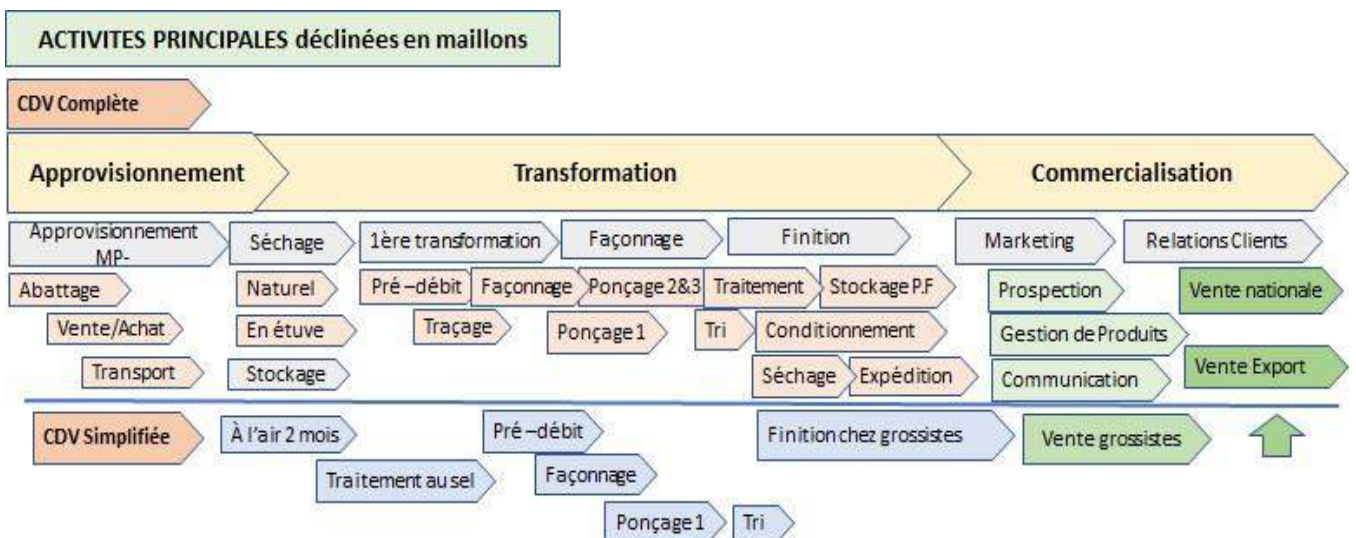 ACTIVITES PRINCIPALES déclinées en maillons
CDV Complète
Approvisionnement
Transformation
Commercialisation
Approvisionnement
MP-
Séchage
1ère transformation
Façonnage
Finition
Marketing
Relations Clients
Abattage
Naturel
Pré –débit
Façonnage
Ponçage 2&3
Traitement
Stockage P.F
Prospection
Vente nationale
Vente/Achat
En étuve
Traçage
Ponçage 1
Tri
Conditionnement
Gestion de Produits
Transport
Stockage
Séchage
Expédition
Communication
Vente Export
CDV Simplifiée
À l’air 2 mois
Pré –débit
Finition chez grossistes
Vente grossistes
Traitement au sel
Façonnage
Ponçage 1
Tri